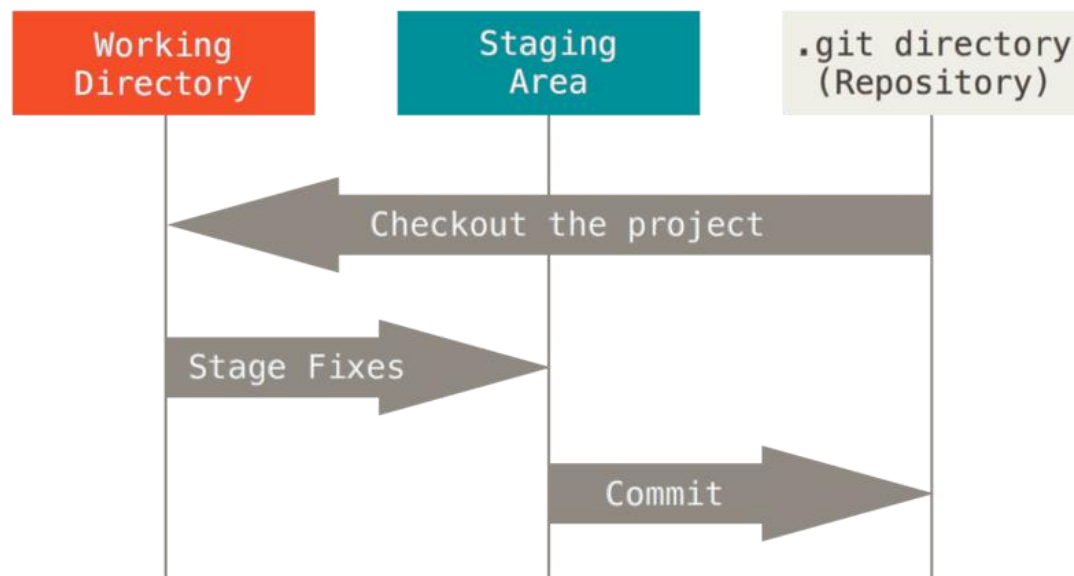 Working
Directory
Staging
Area
.git directory
(Repository)
Checkout the project
Stage Fixes
Commit